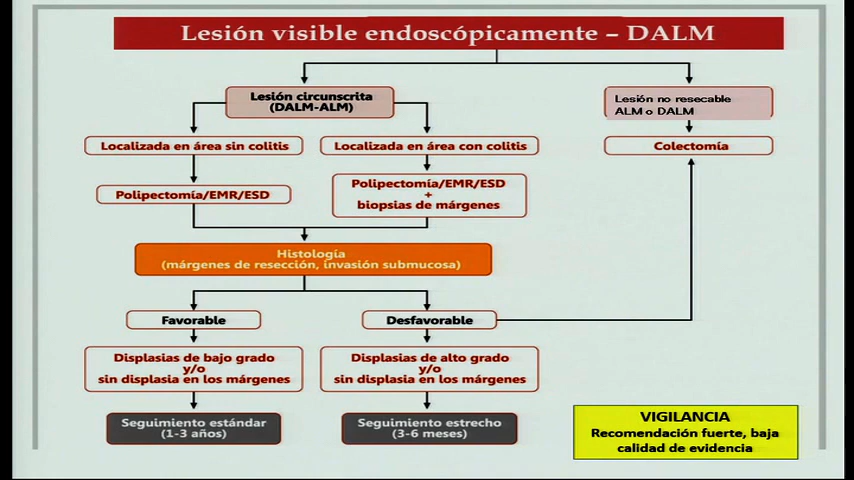 Lesión visible endoscópicamente – DALM
Lesión circunscrita
(DALM-ALM)
Lesión no resecable
ALM o DALM
Localizada en área sin colitis
Localizada en área con colitis
Colectomía
Polipectomía/EMR/ESD
Polipectomía/EMR/ESD
+
biopsias de márgenes
Histología
(márgenes de resección, invasión submucosa)
Favorable
Desfavorable
Displasias de bajo grado
y/o
sin displasia en los márgenes
Displasias de alto grado
y/o
sin displasia en los márgenes
Seguimiento estándar
(1-3 años)
Seguimiento estrecho
(3-6 meses)
VIGILANCIA
Recomendación fuerte, baja
calidad de evidencia